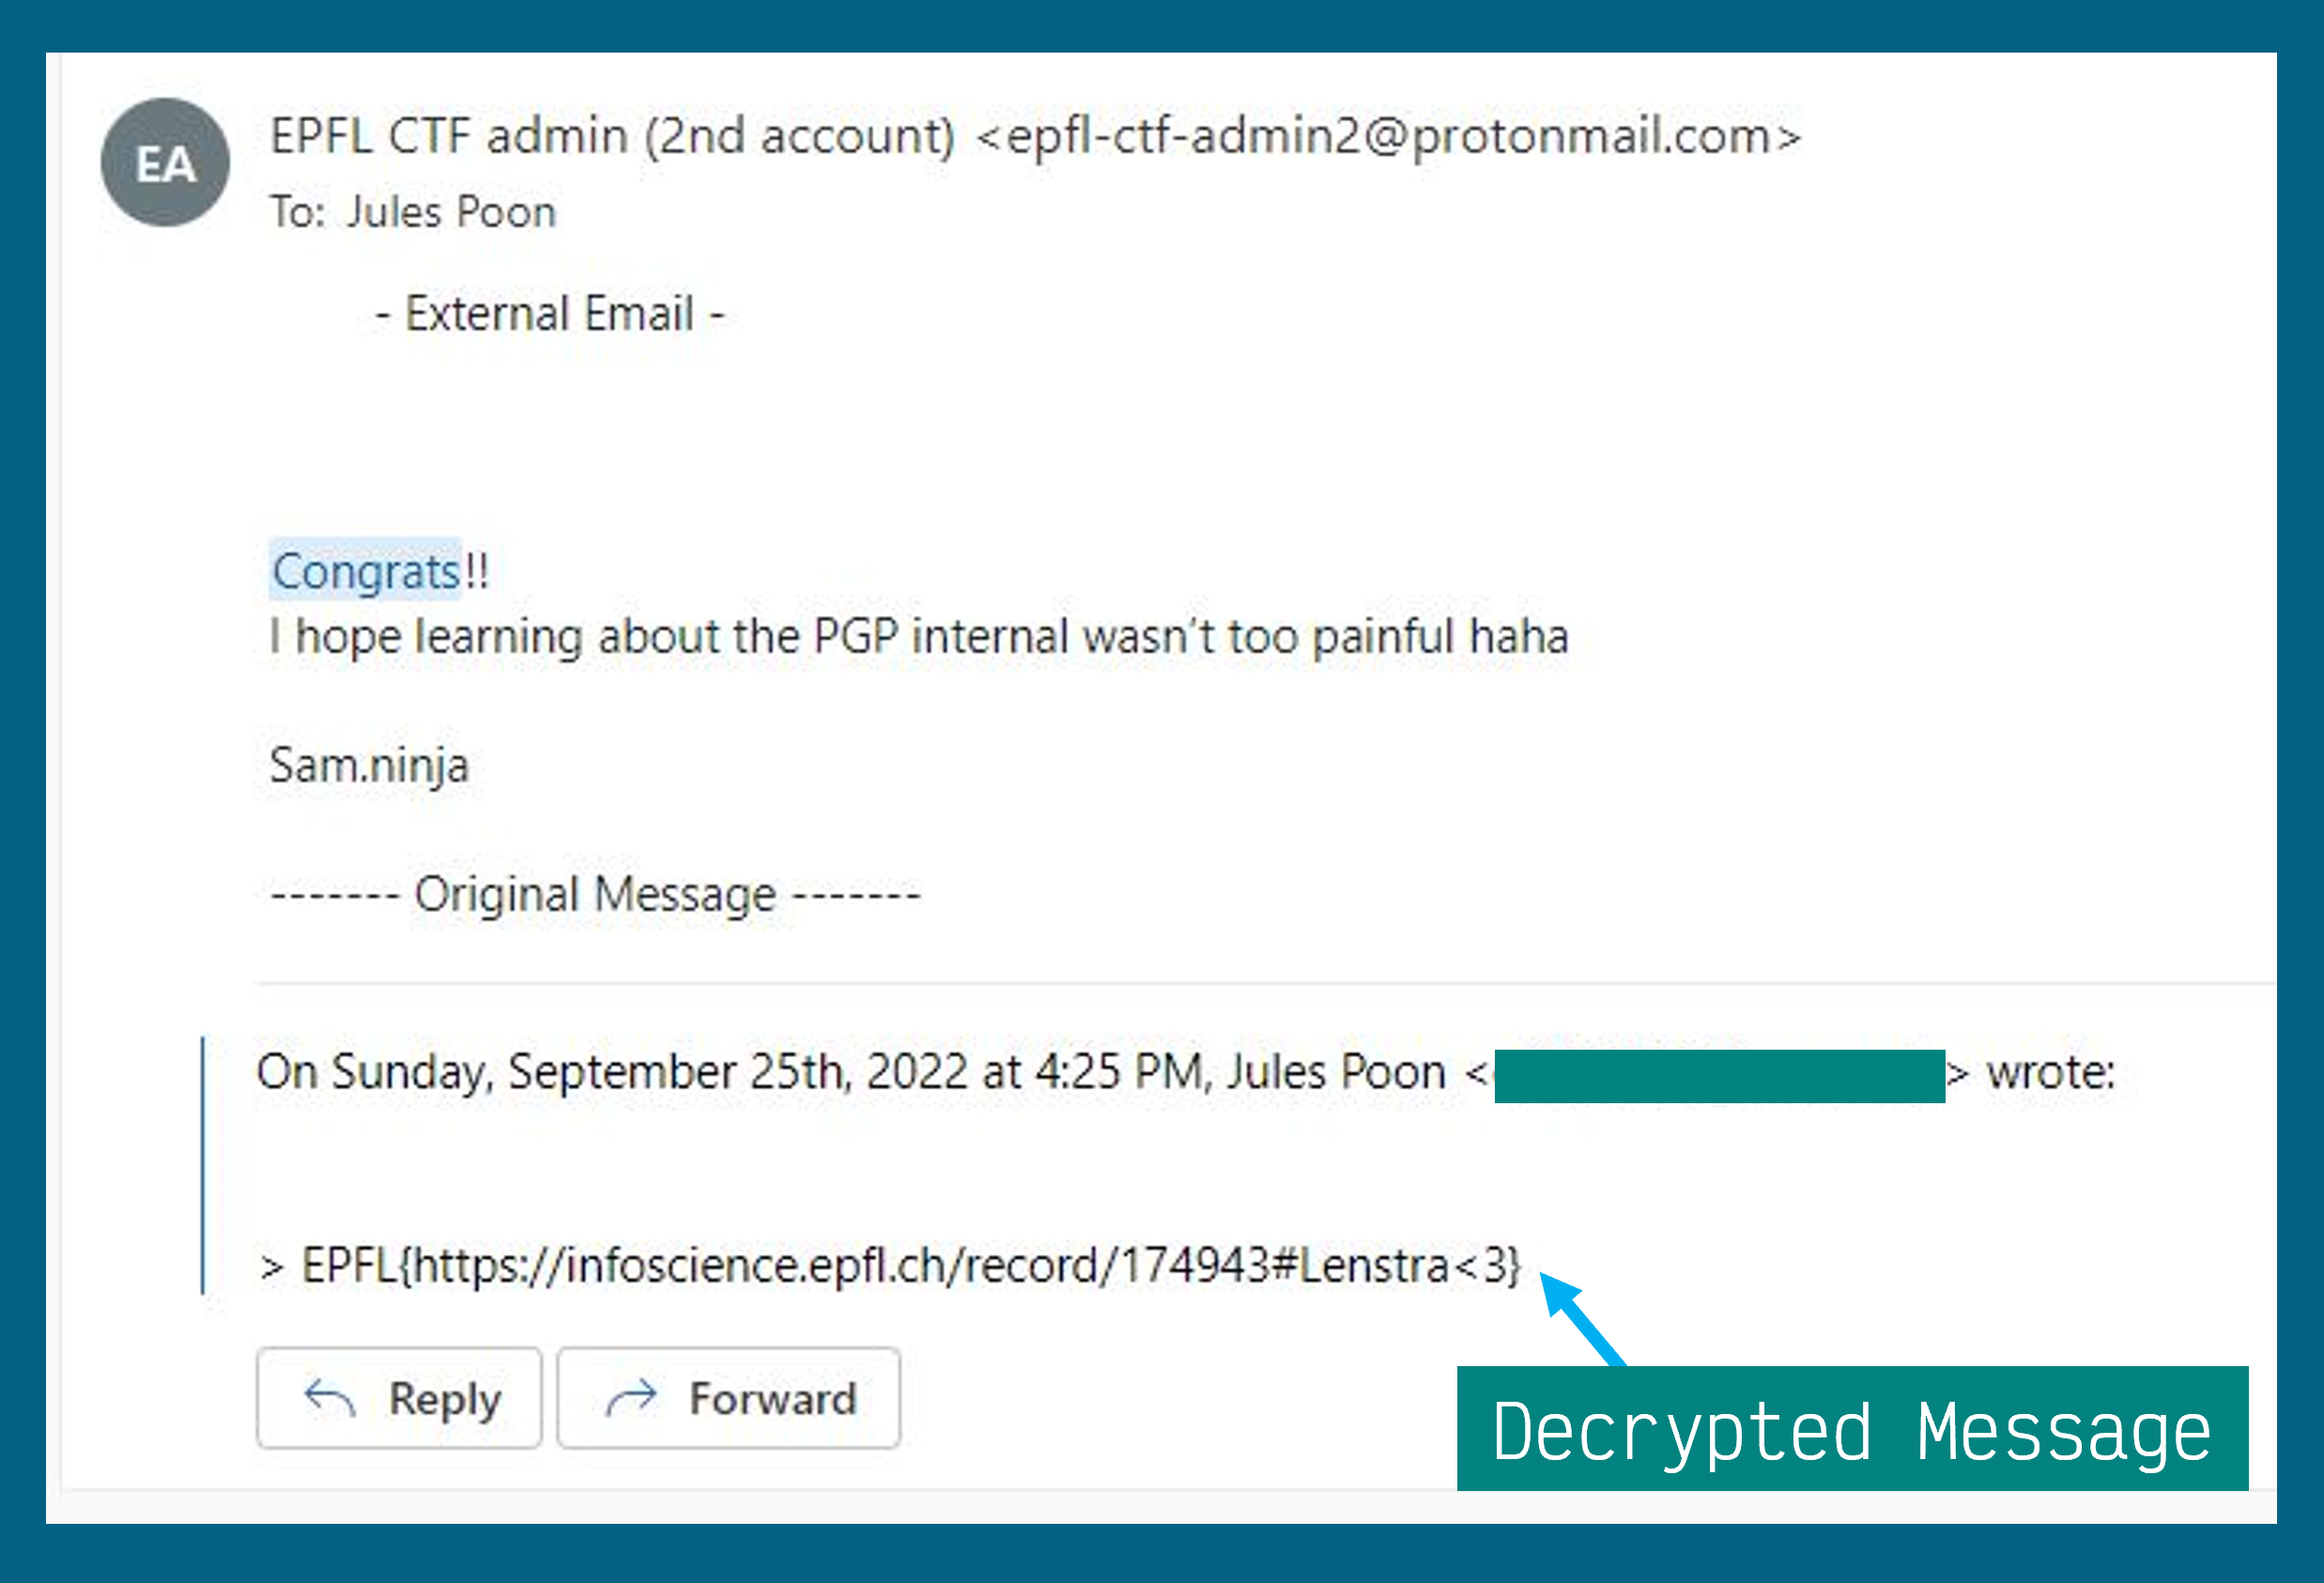 EA
EPFL CTF admin (2nd account) <epfl-ctf-admin2@protonmail.com>
To: Jules Poon
- External Email -
Congrats!!
I hope learning about the PGP internal wasn't too painful haha
Sam.ninja
------- Original Message -------
On Sunday, September 25th, 2022 at 4:25 PM, Jules Poon <> wrote:
> EPFL{https://infoscience.epfl.ch/record/174943#Lenstra<3}
Reply Forward
Decrypted Message